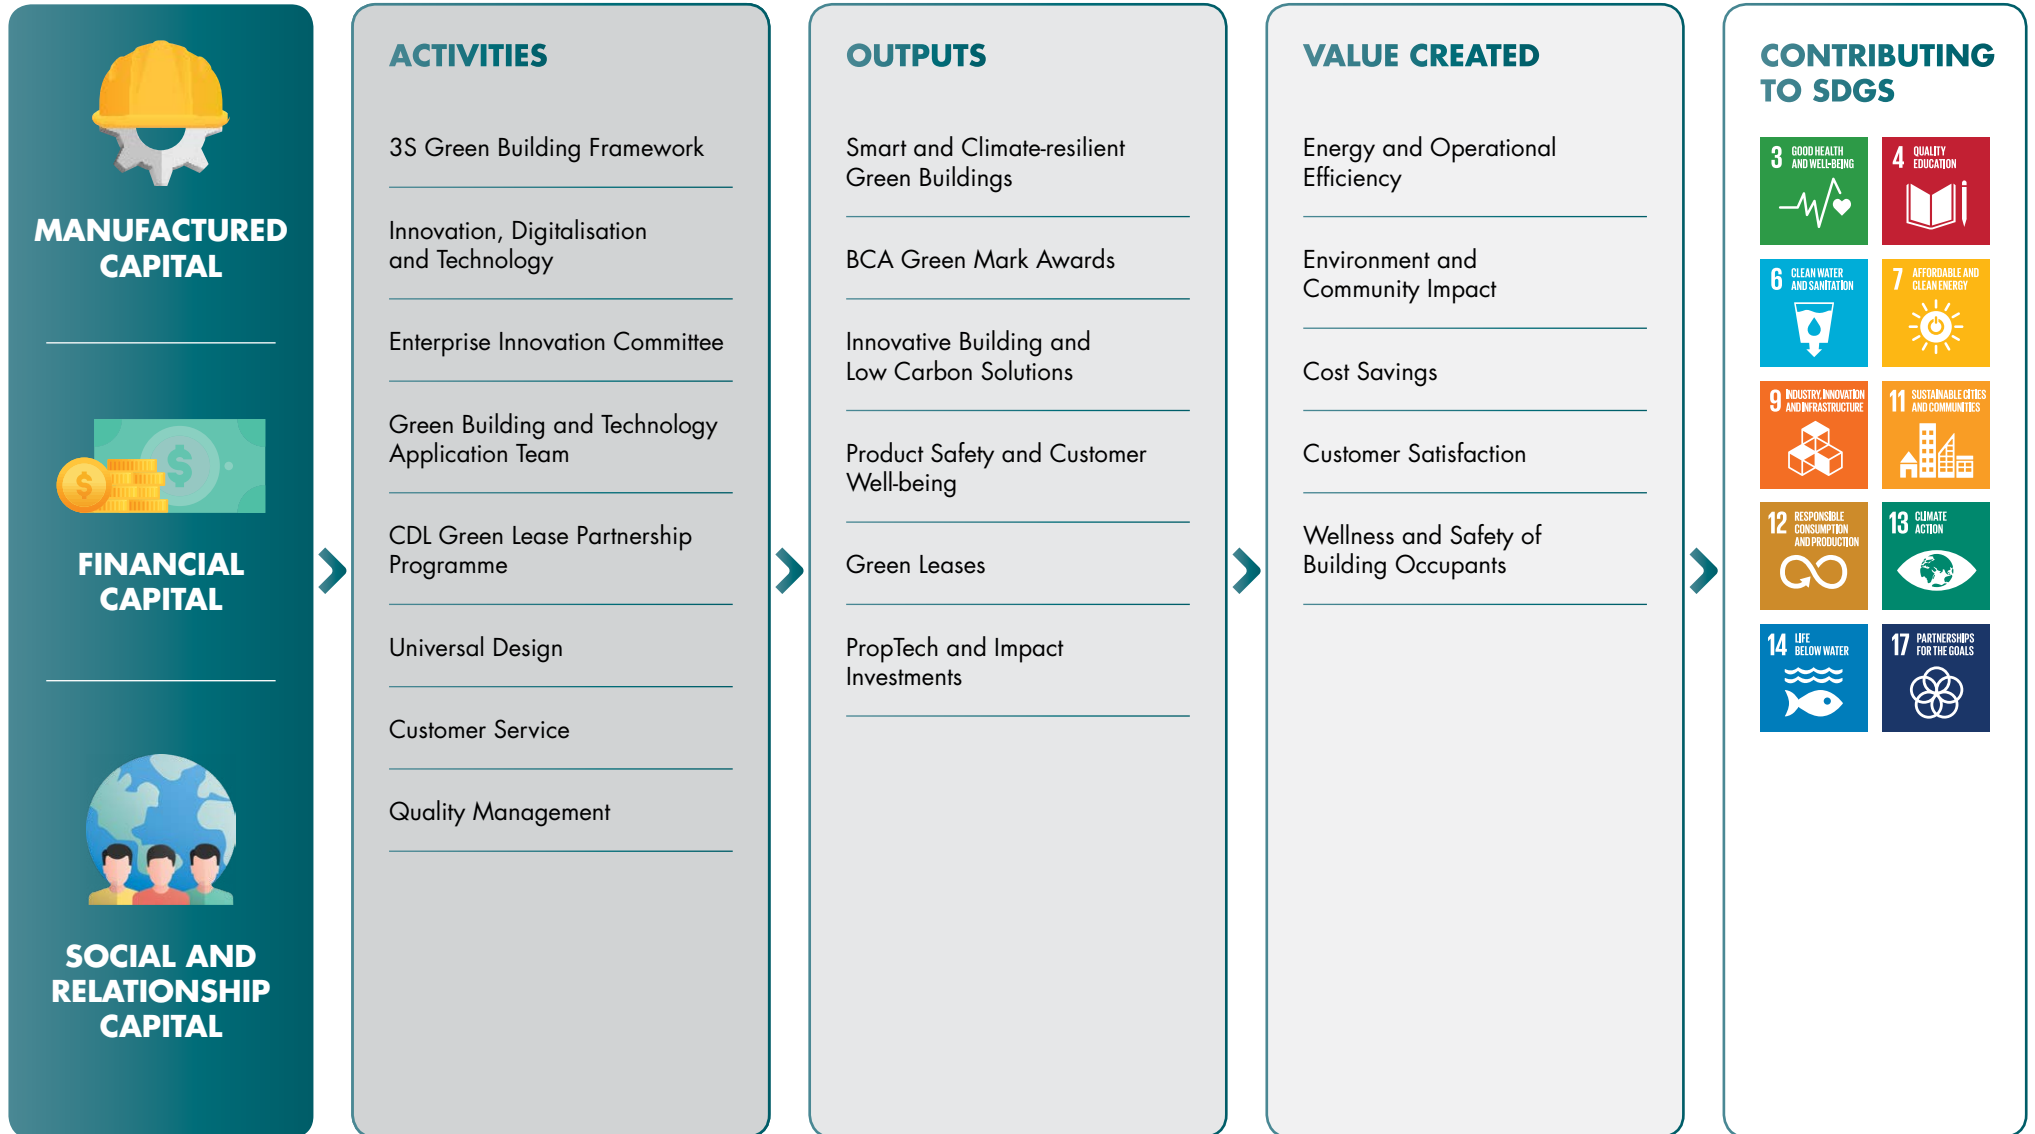 MANUFACTURED
CAPITAL
$
$
FINANCIAL
CAPITAL
SOCIAL AND
RELATIONSHIP
CAPITAL
ACTIVITIES
3S Green Building Framework
Innovation, Digitalisation
and Technology
Enterprise Innovation Committee
Green Building and Technology
Application Team
CDL Green Lease Partnership
Programme
Universal Design
Customer Service
Quality Management
OUTPUTS
Smart and Climate-resilient
Green Buildings
BCA Green Mark Awards
Innovative Building and
Low Carbon Solutions
Product Safety and Customer
Well-being
Green Leases
PropTech and Impact
Investments
VALUE CREATED
Energy and Operational
Efficiency
Environment and
Community Impact
Cost Savings
Customer Satisfaction
Wellness and Safety of
Building Occupants
CONTRIBUTING
TO SDGS
3 GOOD HEALTH
AND WELL-BEING
4 QUALITY
EDUCATION
6 CLEAN WATER
AND SANITATION
7 AFFORDABLE AND
CLEAN ENERGY
9 INDUSTRY, INNOVATION
AND INFRASTRUCTURE
11 SUSTAINABLE CITIES
AND COMMUNITIES
12 RESPONSIBLE
CONSUMPTION
AND PRODUCTION
13 CLIMATE
ACTION
14 LIFE
BELOW WATER
17 PARTNERSHIPS
FOR THE GOALS